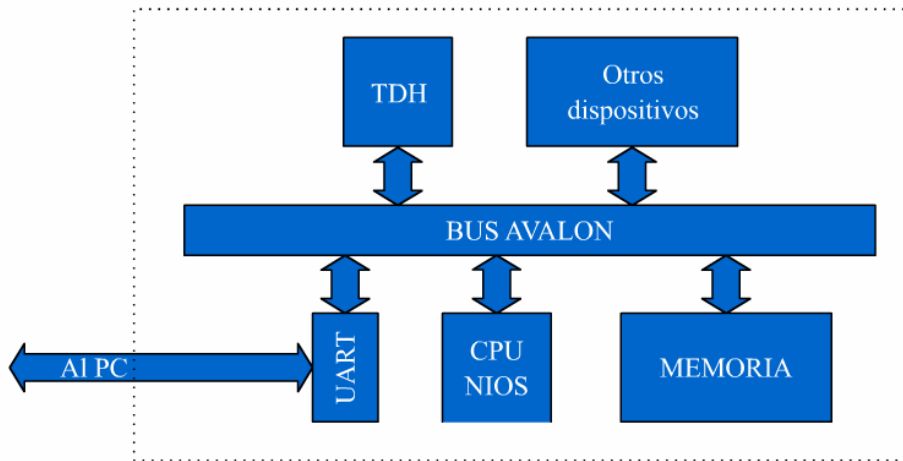 TDH
Otros
dispositivos
BUS AVALON
Al PC
UART
CPU
NIOS
MEMORIA